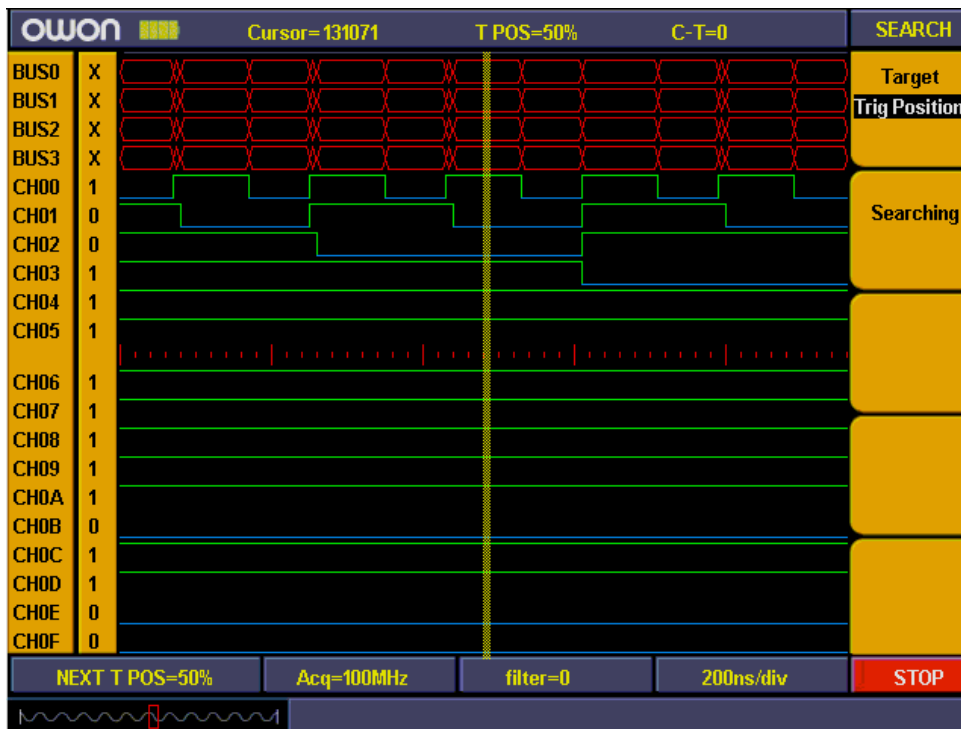 owon Cursor=131071 T POS=50% C-T=0 SEARCH
Target
Trig Position
Searching
BUS0 X
BUS1 X
BUS2 X
BUS3 X
CH00 1
CH01 0
CH02 0
CH03 1
CH04 1
CH05 1
CH06 1
CH07 1
CH08 1
CH09 1
CH0A 1
CH0B 0
CH0C 1
CH0D 1
CH0E 0
CH0F 0
NEXT T POS=50% Acq=100MHz filter=0 200ns/div STOP